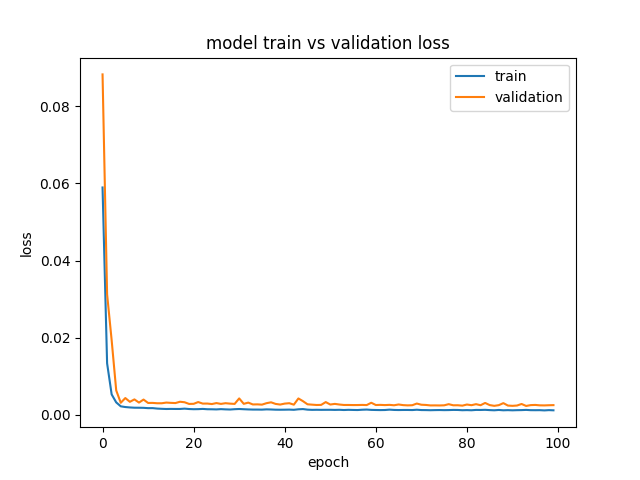 model train vs validation loss
train
validation
0.08
0.06
0.04
0.02
0.00
loss
0 20 40 60 80 100
epoch